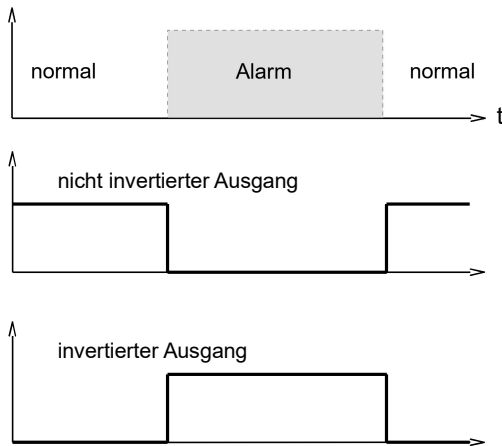 normal Alarm normal
t
nicht invertierter Ausgang
invertierter Ausgang